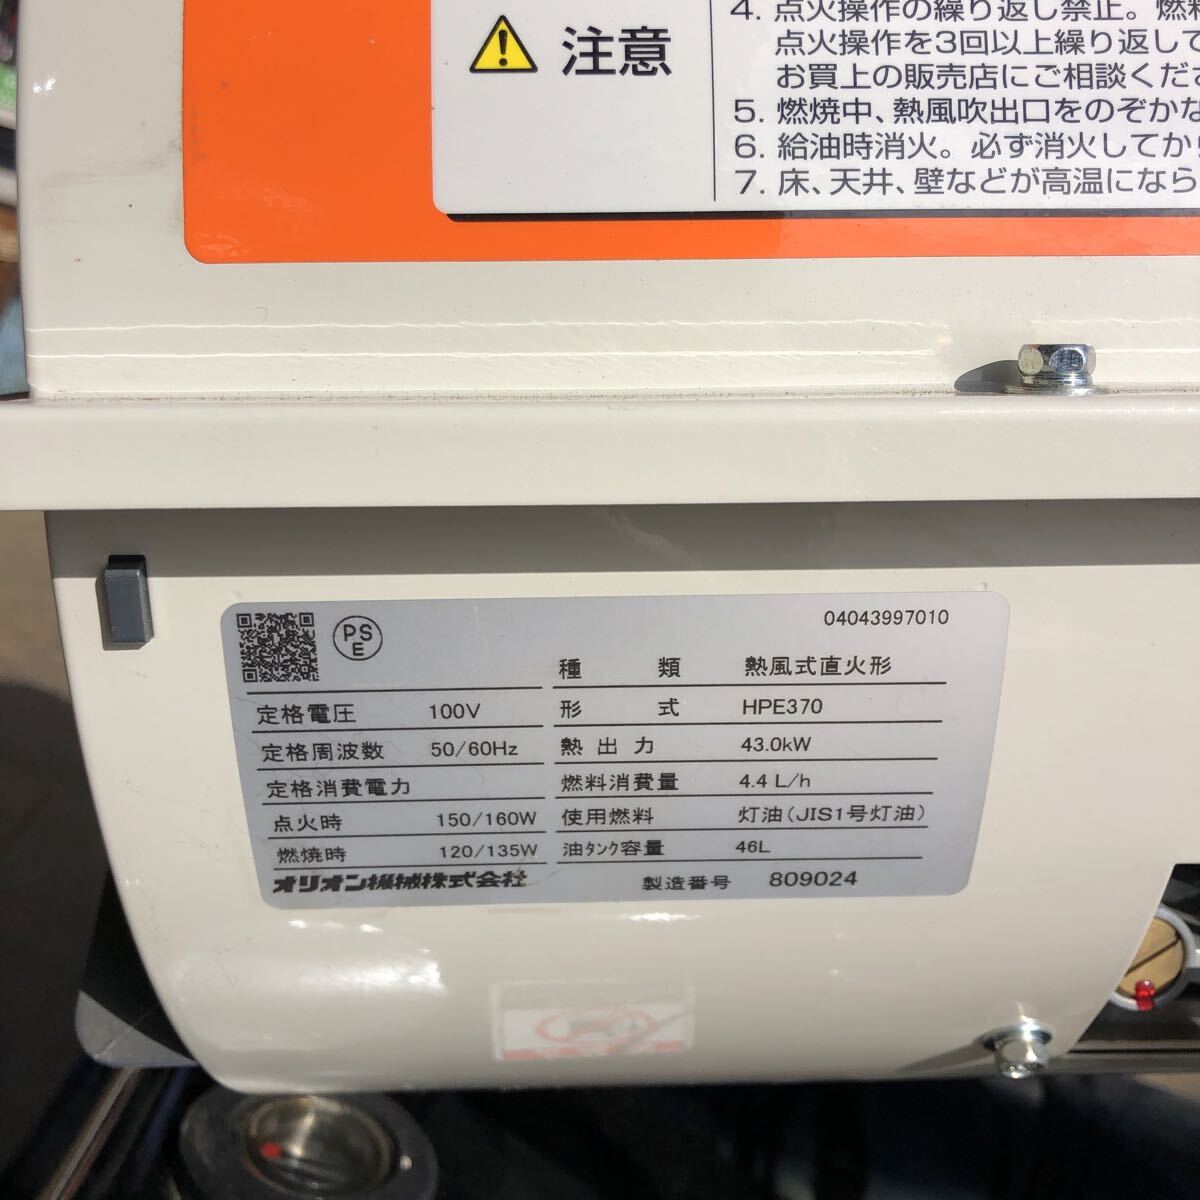 注意
4. 点火操作の繰り返し禁止。燃料
点火操作を3回以上繰り返して
お買上の販売店にご相談くださ
5. 燃焼中、熱風吹出口をのぞかな
6. 給油時消火。必ず消火してから
7. 床、天井、壁などが高温になら
PS
E
04043997010
種類 熱風式直火形
定格電圧 100V 形式 HPE370
定格周波数 50/60Hz 熱出力 43.0kW
定格消費電力 燃料消費量 4.4 L/h
点火時 150/160W 使用燃料 灯油(JIS1号灯油)
燃焼時 120/135W 油タンク容量 46L
オリオン機械株式会社 製造番号 809024